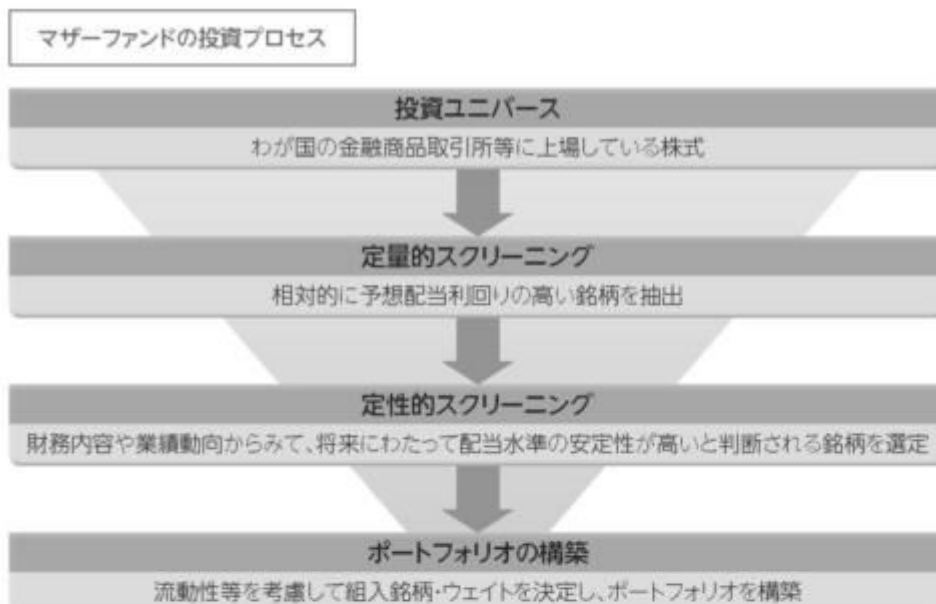 マザーファンドの投資プロセス
投資ユニバース
わが国の金融商品取引所等に上場している株式
定量的スクリーニング
相対的に予想配当利回りの高い銘柄を抽出
定性的スクリーニング
財務内容や業績動向からみて、将来にわたって配当水準の安定性が高いと判断される銘柄を選定
ポートフォリオの構築
流動性等を考慮して組入銘柄・ウェイトを決定し、ポートフォリオを構築